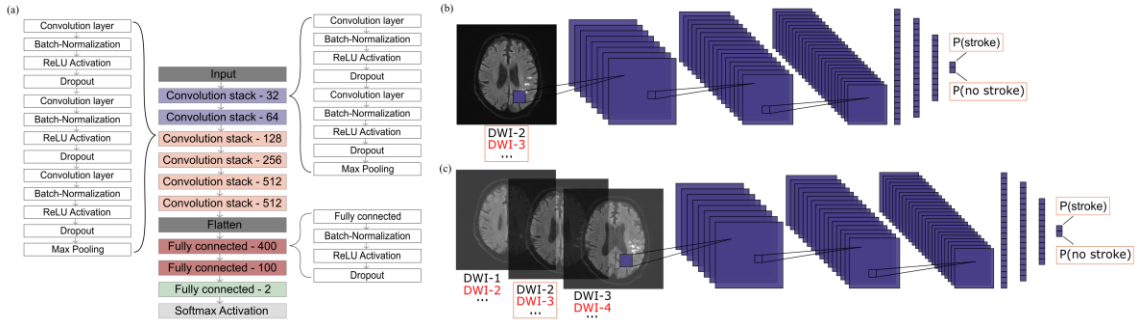 (a)
Convolution layer
Batch-Normalization
ReLU Activation
Dropout
Convolution layer
Batch-Normalization
ReLU Activation
Dropout
Convolution layer
Batch-Normalization
ReLU Activation
Dropout
Max Pooling
Input
Convolution stack - 32
Convolution stack - 64
Convolution stack - 128
Convolution stack - 256
Convolution stack - 512
Convolution stack - 512
Flatten
Fully connected - 400
Fully connected - 100
Fully connected - 2
Softmax Activation
Convolution layer
Batch-Normalization
ReLU Activation
Dropout
Convolution layer
Batch-Normalization
ReLU Activation
Dropout
Max Pooling
Fully connected
Batch-Normalization
ReLU Activation
Dropout
(b)
DWI-2
DWI-3
...
P(stroke)
P(no stroke)
(c)
DWI-1
DWI-2
...
DWI-2
DWI-3
...
DWI-3
DWI-4
...
P(stroke)
P(no stroke)